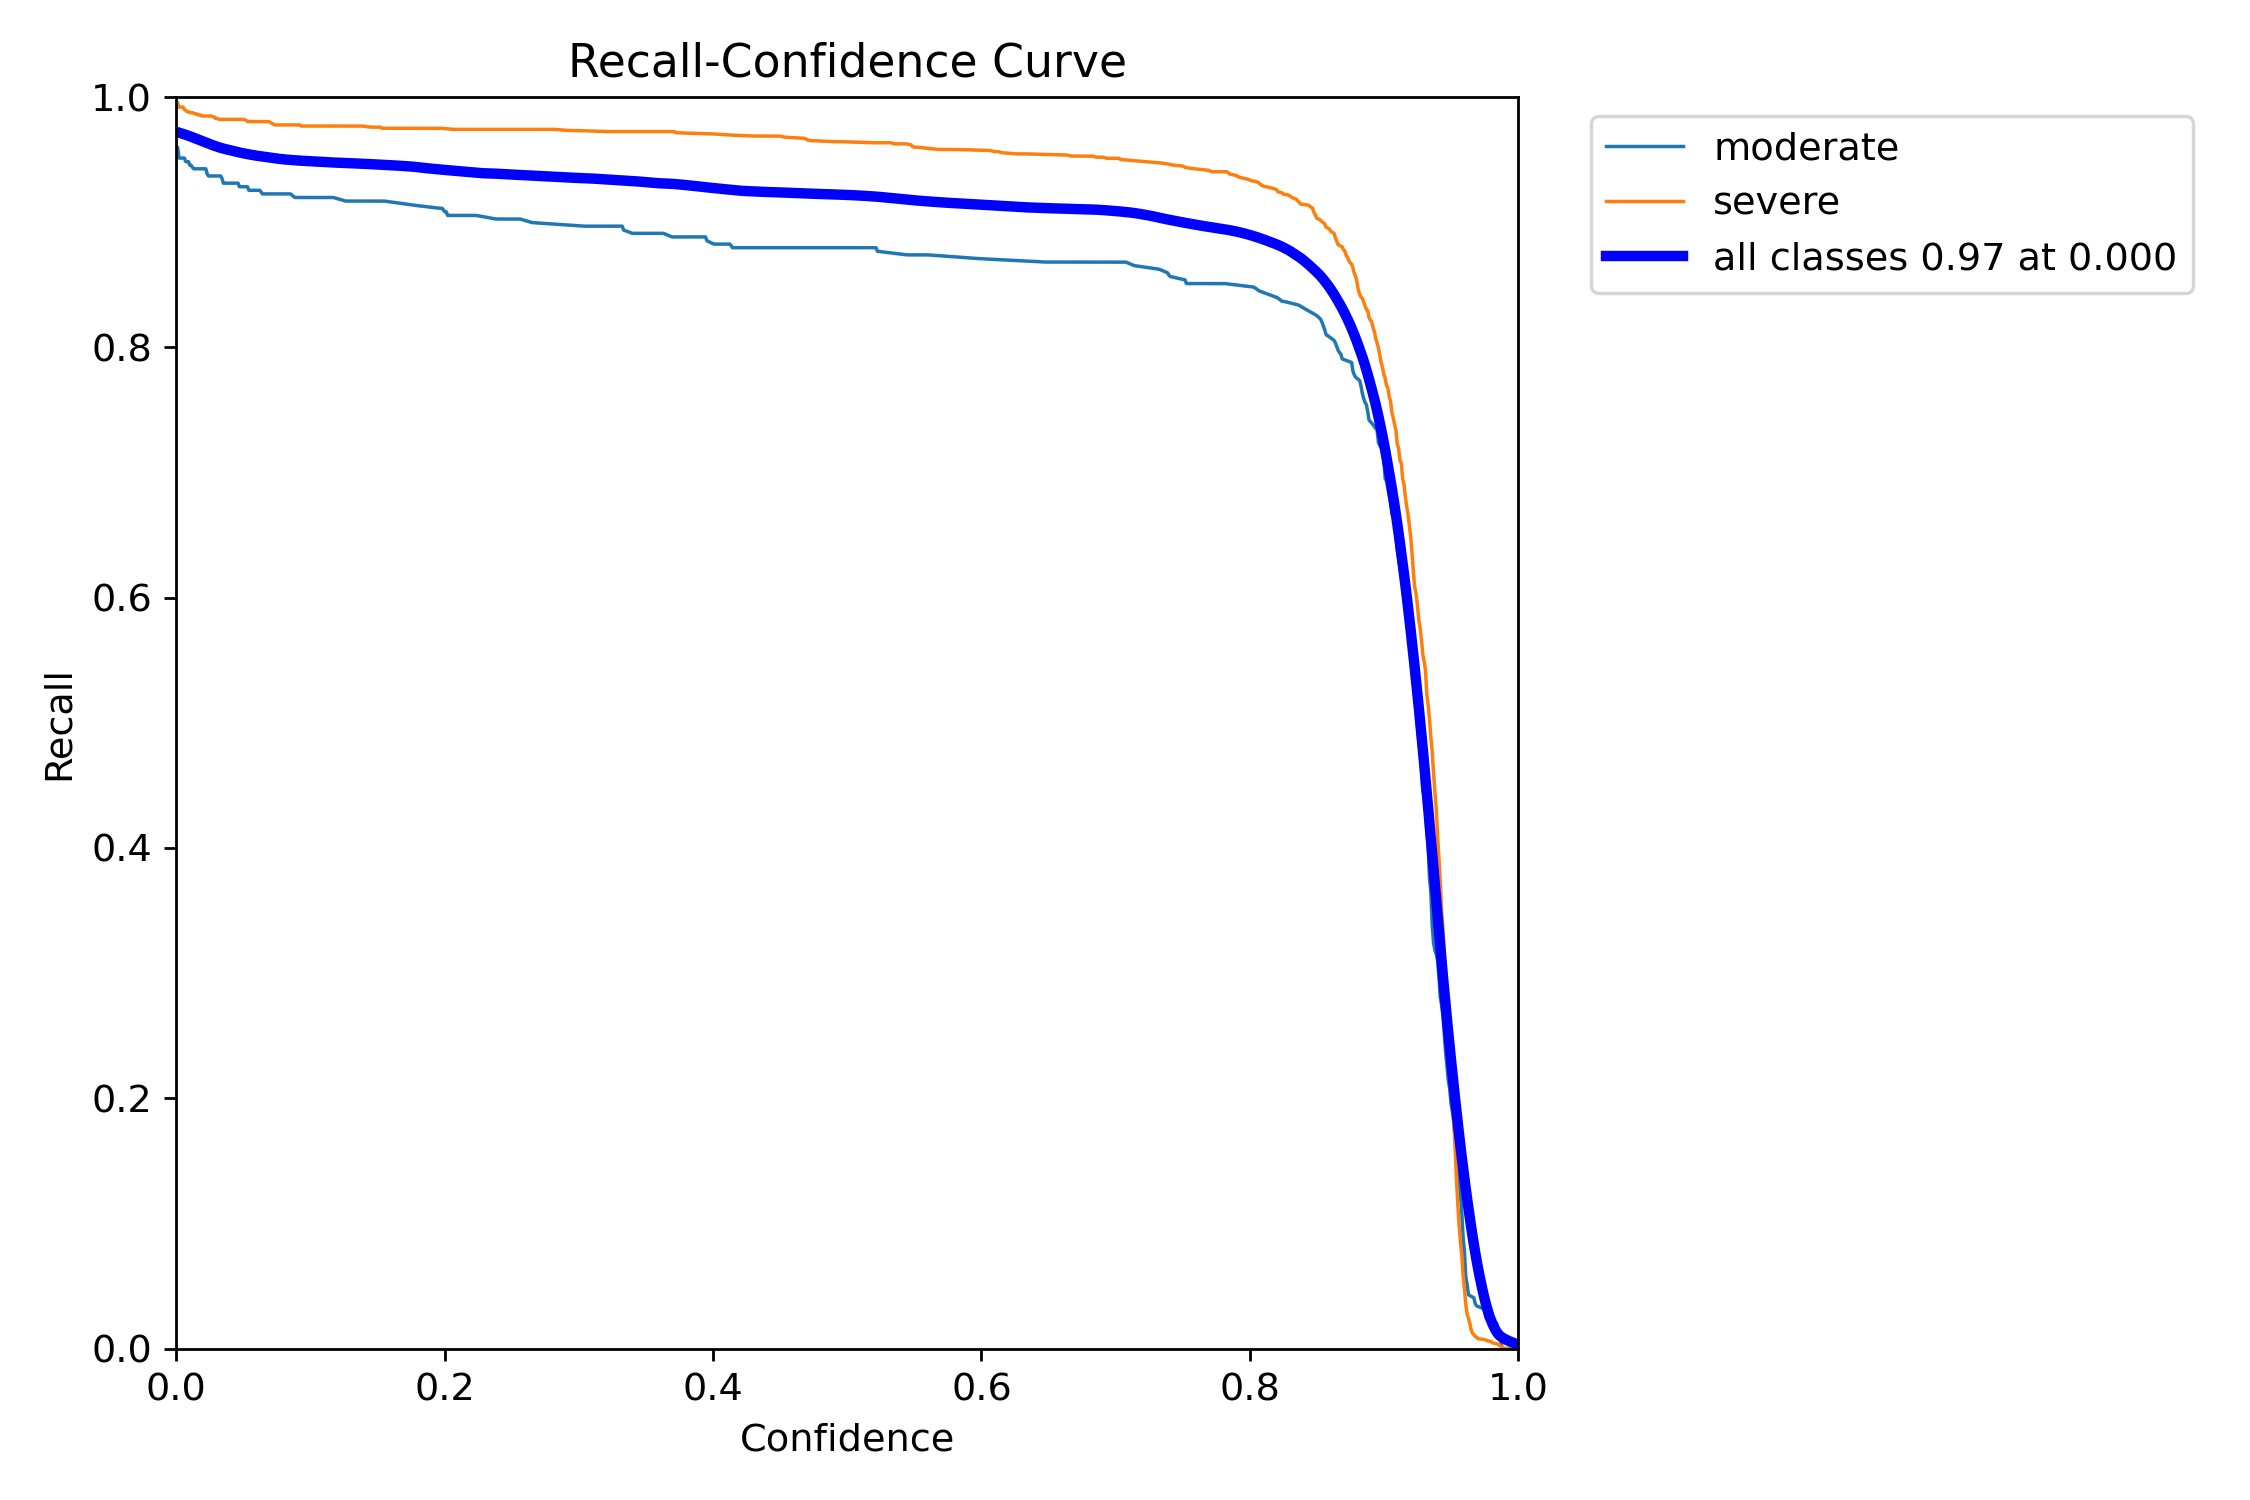 Recall-Confidence Curve
1.0
0.8
0.6
0.4
0.2
0.0
Recall
0.0 0.2 0.4 0.6 0.8 1.0
Confidence
moderate
severe
all classes 0.97 at 0.000